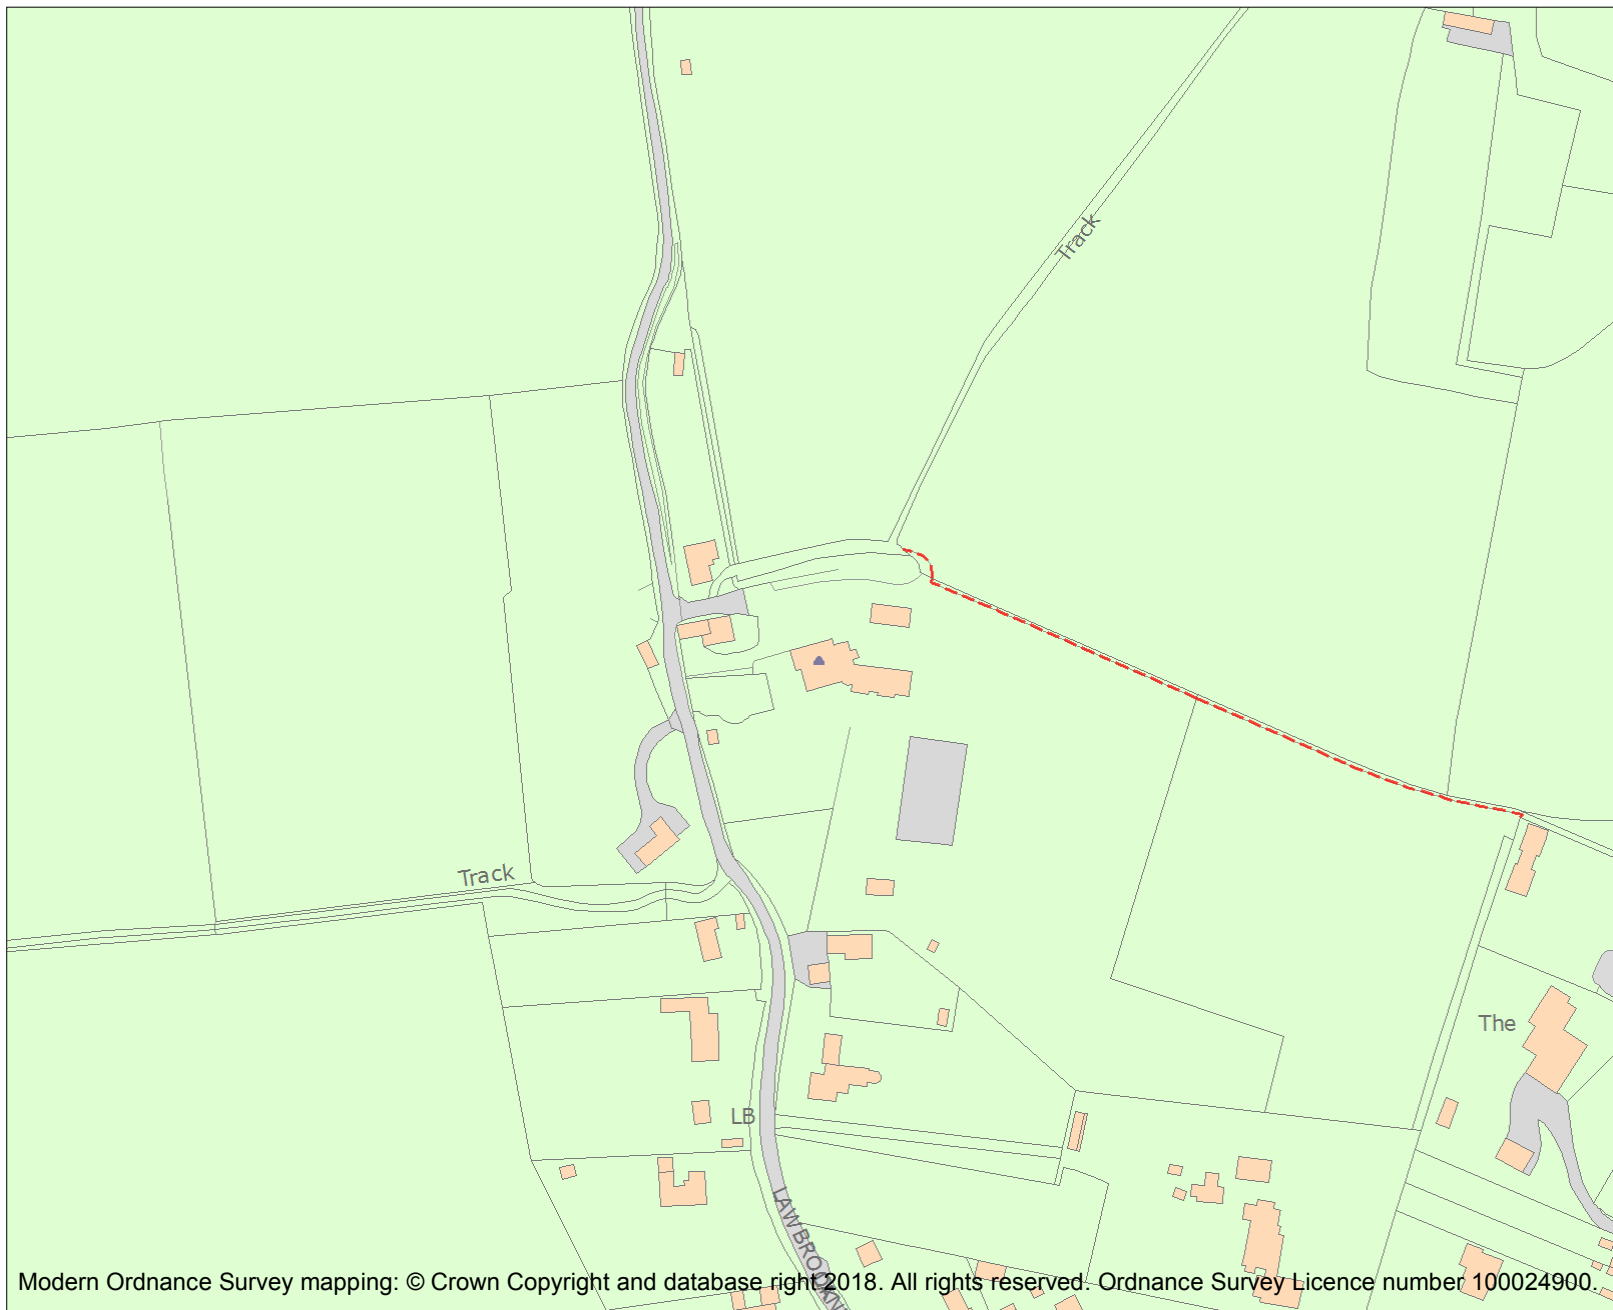 Track
Track
The
LB
LAWBROOK
Modern Ordnance Survey mapping: © Crown Copyright and database right 2018. All rights reserved. Ordnance Survey Licence number 100024900.